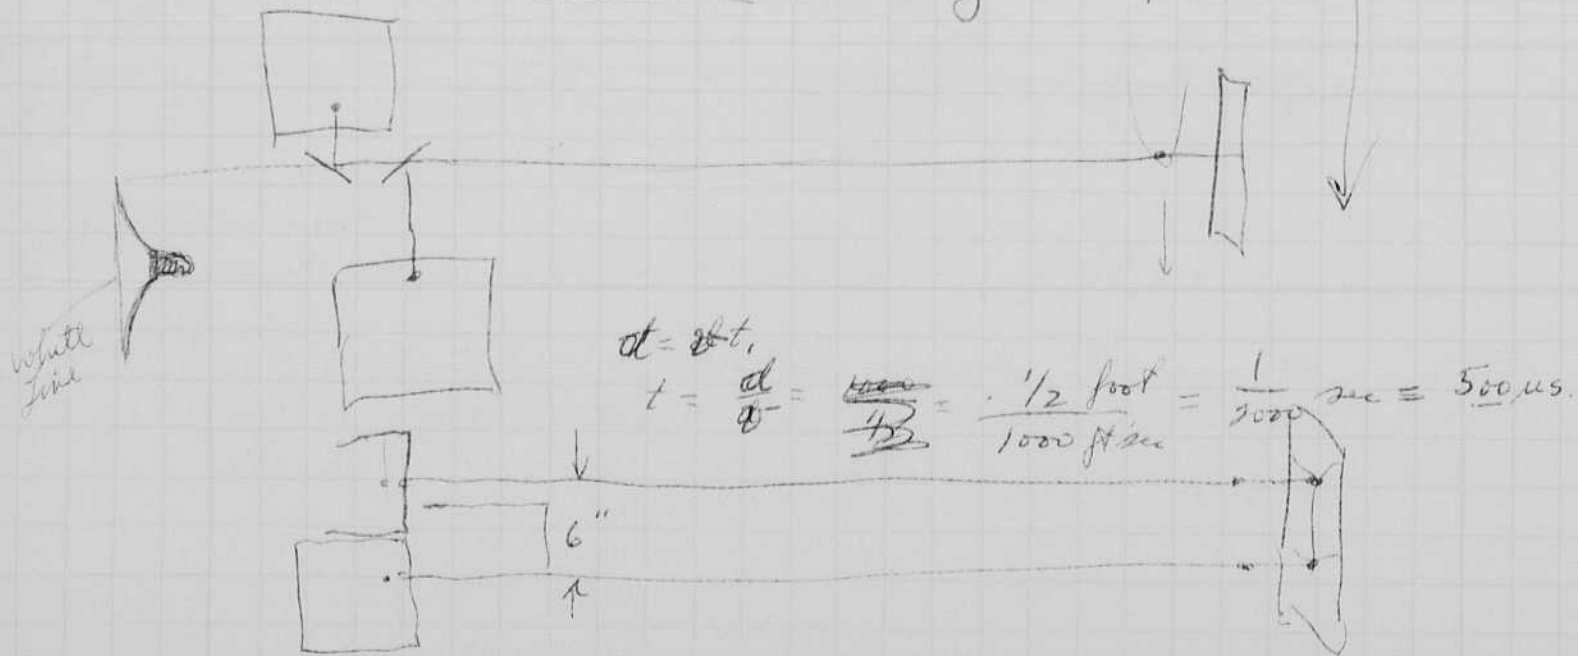 white
line
d = vt,
t = d/v = = 1/2 foot / 1000 ft/sec = 1/2000 sec = 500 μs.
6"